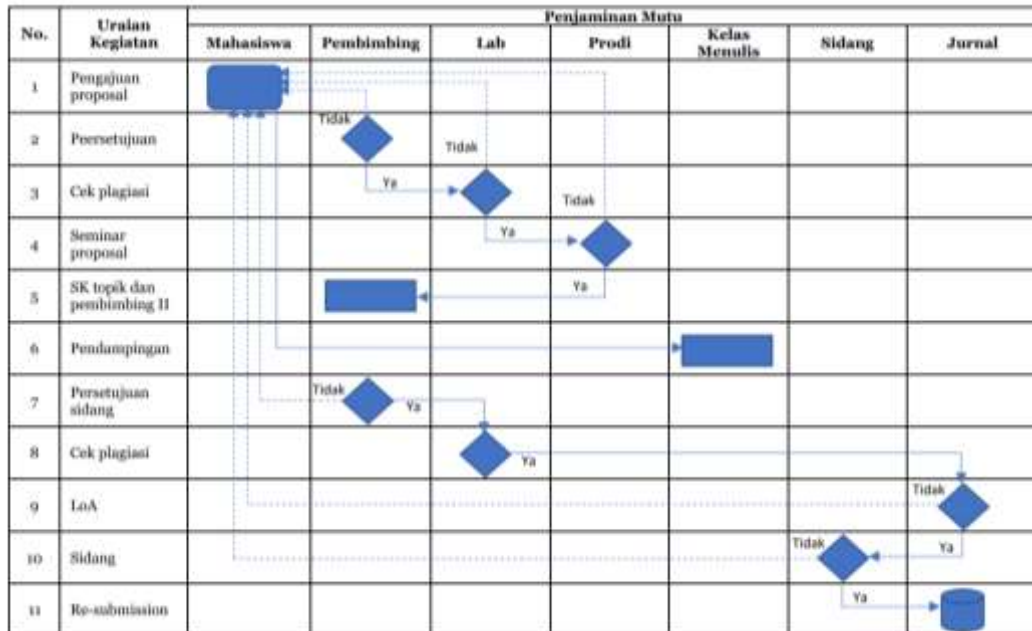 No.
Uraian
Kegiatan
Penjaminan Mutu
Mahasiswa
Pembimbing
Lab
Prodi
Kelas
Menulis
Sidang
Jurnal
1
Pengajuan
proposal
2
Peersetujuan
Tidak
Tidak
3
Cek plagiasi
Ya
Tidak
4
Seminar
proposal
Ya
5
SK topik dan
pembimbing II
Ya
6
Pendampingan
7
Persetujuan
sidang
Tidak
Ya
8
Cek plagiasi
Ya
9
LoA
Tidak
10
Sidang
Tidak
Ya
11
Re-submission
Ya